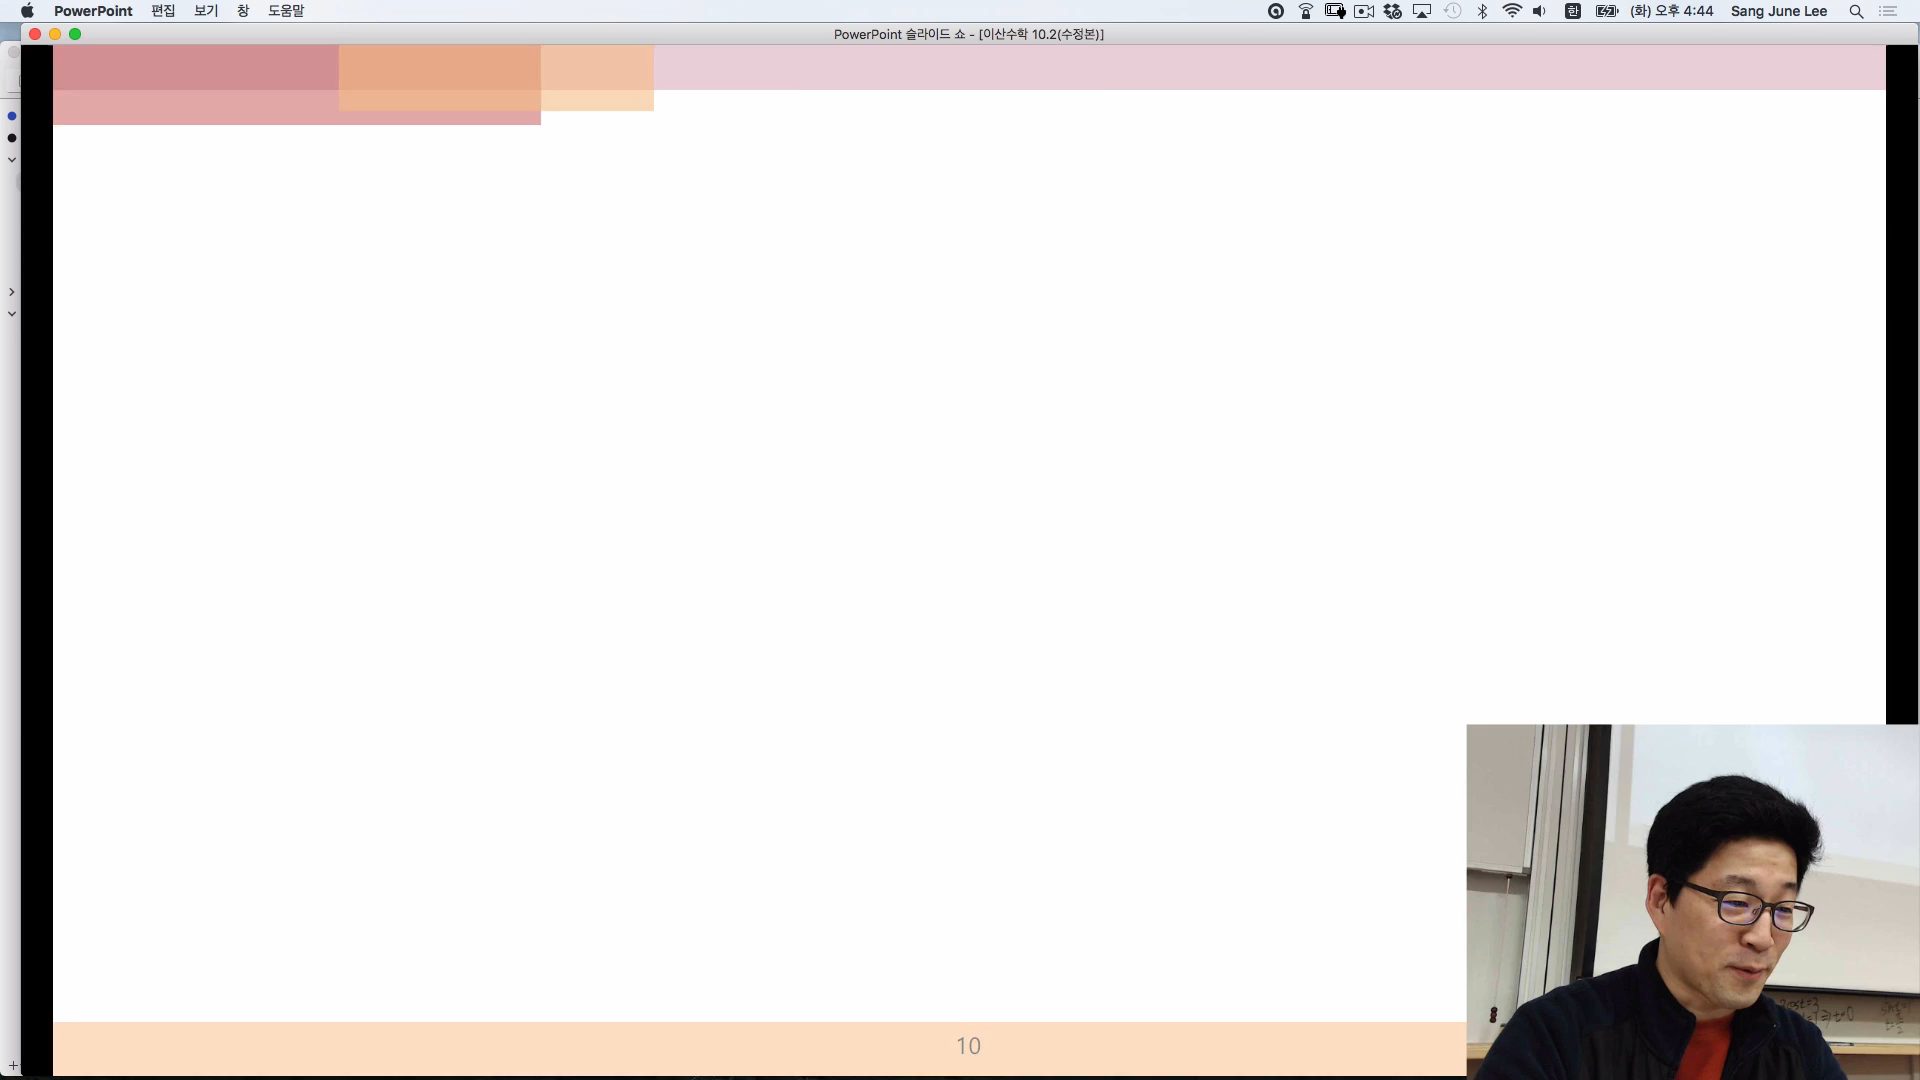 PowerPoint 편집 보기 창 도움말 한 (화) 오후 4:44 Sang June Lee
PowerPoint 슬라이드 쇼 - [이산수학 10.2(수정본)]
10